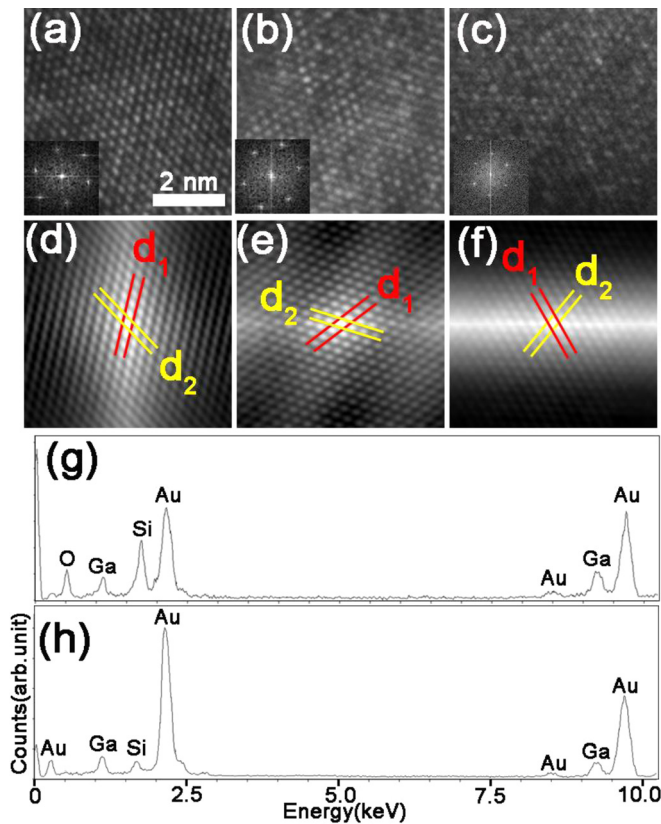 (a)
(b)
(c)
2 nm
(d)
d1
d2
(e)
d1
d2
(f)
d1
d2
(g)
O
Ga
Si
Au
Au
Ga
Au
(h)
Au
Ga
Si
Au
Au
Ga
Au
Counts(arb.unit)
0
2.5
5.0
7.5
10.0
Energy(keV)